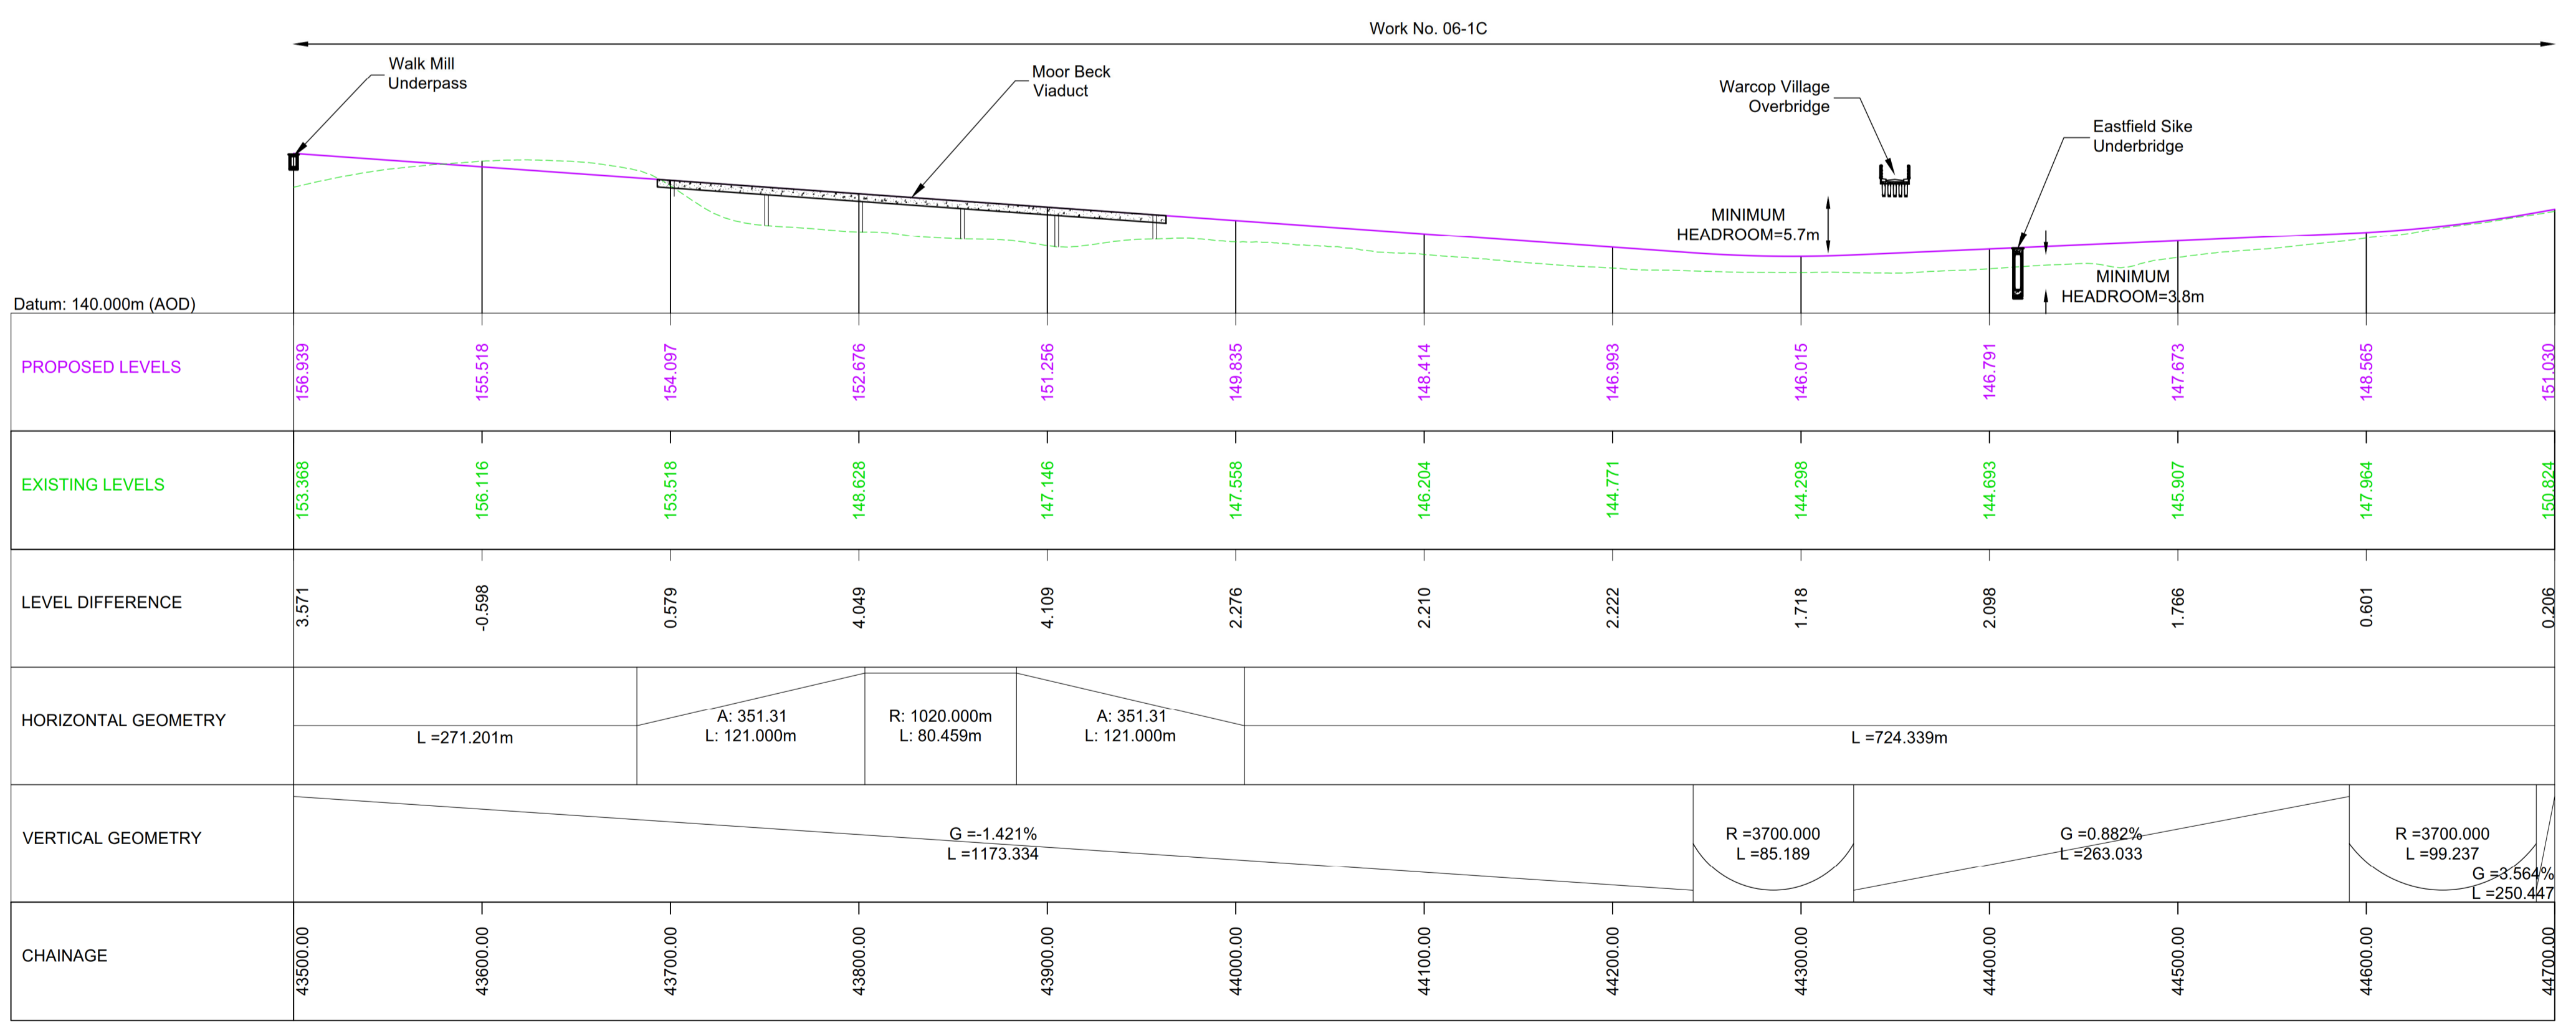 Work No. 06-1C
Walk Mill
Underpass
Moor Beck
Viaduct
Warcop Village
Overbridge
Eastfield Sike
Underbridge
MINIMUM
HEADROOM=5.7m
MINIMUM
HEADROOM=3.8m
Datum: 140.000m (AOD)
PROPOSED LEVELS
156.939
155.518
154.097
152.676
151.256
149.835
148.414
146.993
146.015
146.791
147.673
148.565
151.030
EXISTING LEVELS
153.368
156.116
153.518
148.628
147.146
147.558
146.204
144.771
144.298
144.693
145.907
147.964
150.824
LEVEL DIFFERENCE
3.571
-0.598
0.579
4.049
4.109
2.276
2.210
2.222
1.718
2.098
1.766
0.601
0.206
HORIZONTAL GEOMETRY
L =271.201m
A: 351.31
L: 121.000m
R: 1020.000m
L: 80.459m
A: 351.31
L: 121.000m
L =724.339m
VERTICAL GEOMETRY
G =-1.421%
L =1173.334
R =3700.000
L =85.189
G =0.882%
L =263.033
R =3700.000
L =99.237
G =3.564%
L =250.447
CHAINAGE
43500.00
43600.00
43700.00
43800.00
43900.00
44000.00
44100.00
44200.00
44300.00
44400.00
44500.00
44600.00
44700.00